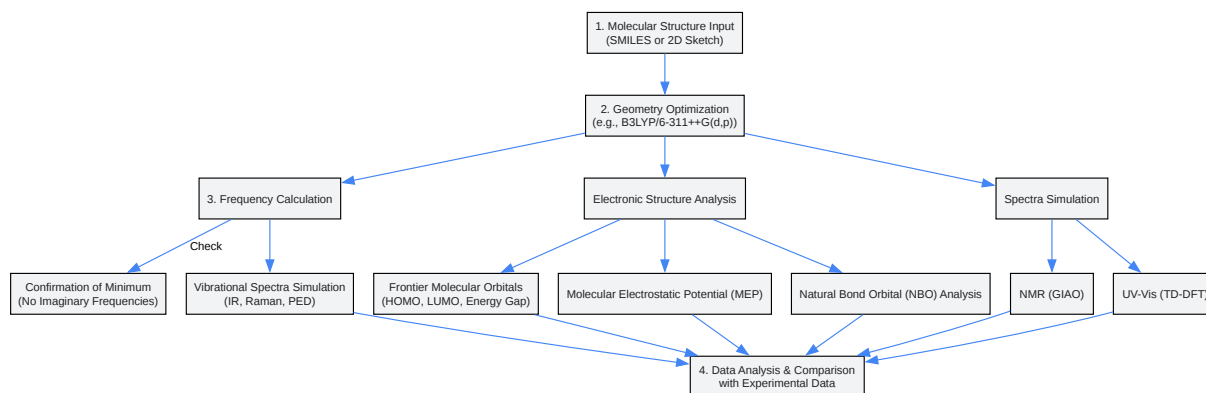 1. Molecular Structure Input
(SMILES or 2D Sketch)
2. Geometry Optimization
(e.g., B3LYP/6-311++G(d,p))
3. Frequency Calculation
Electronic Structure Analysis
Spectra Simulation
Check
Confirmation of Minimum
(No Imaginary Frequencies)
Vibrational Spectra Simulation
(IR, Raman, PED)
Frontier Molecular Orbitals
(HOMO, LUMO, Energy Gap)
Molecular Electrostatic Potential (MEP)
Natural Bond Orbital (NBO) Analysis
NMR (GIAO)
UV-Vis (TD-DFT)
4. Data Analysis & Comparison
with Experimental Data